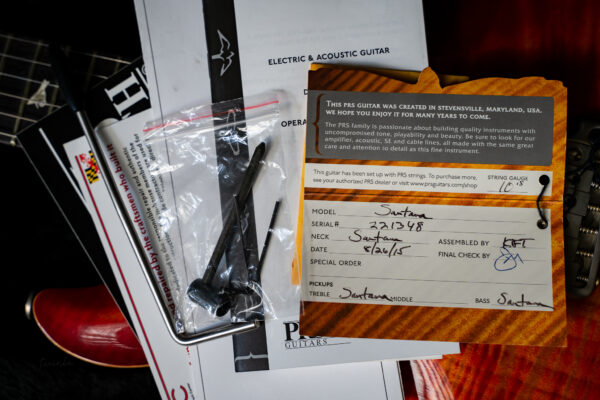 ELECTRIC & ACOUSTIC GUITAR
THIS PRS GUITAR WAS CREATED IN STEVENSVILLE, MARYLAND, USA.
WE HOPE YOU ENJOY IT FOR MANY YEARS TO COME.
The PRS family is passionate about building quality instruments with
uncompromised tone, playability and beauty. Be sure to look for our
amplifier, acoustic, SE and cable lines, all made with the same great
care and attention to detail as this fine instrument.
This guitar has been set up with PRS strings. To purchase more,
see your authorized PRS dealer or visit www.prsguitars.com/shop
STRING GAUGE
MODEL Santana
SERIAL# 221348
NECK Santana
ASSEMBLED BY
DATE 8/26/15
FINAL CHECK BY
SPECIAL ORDER
PICKUPS
TREBLE Santana MIDDLE BASS Santana
GUITARS
by the craftsmen who